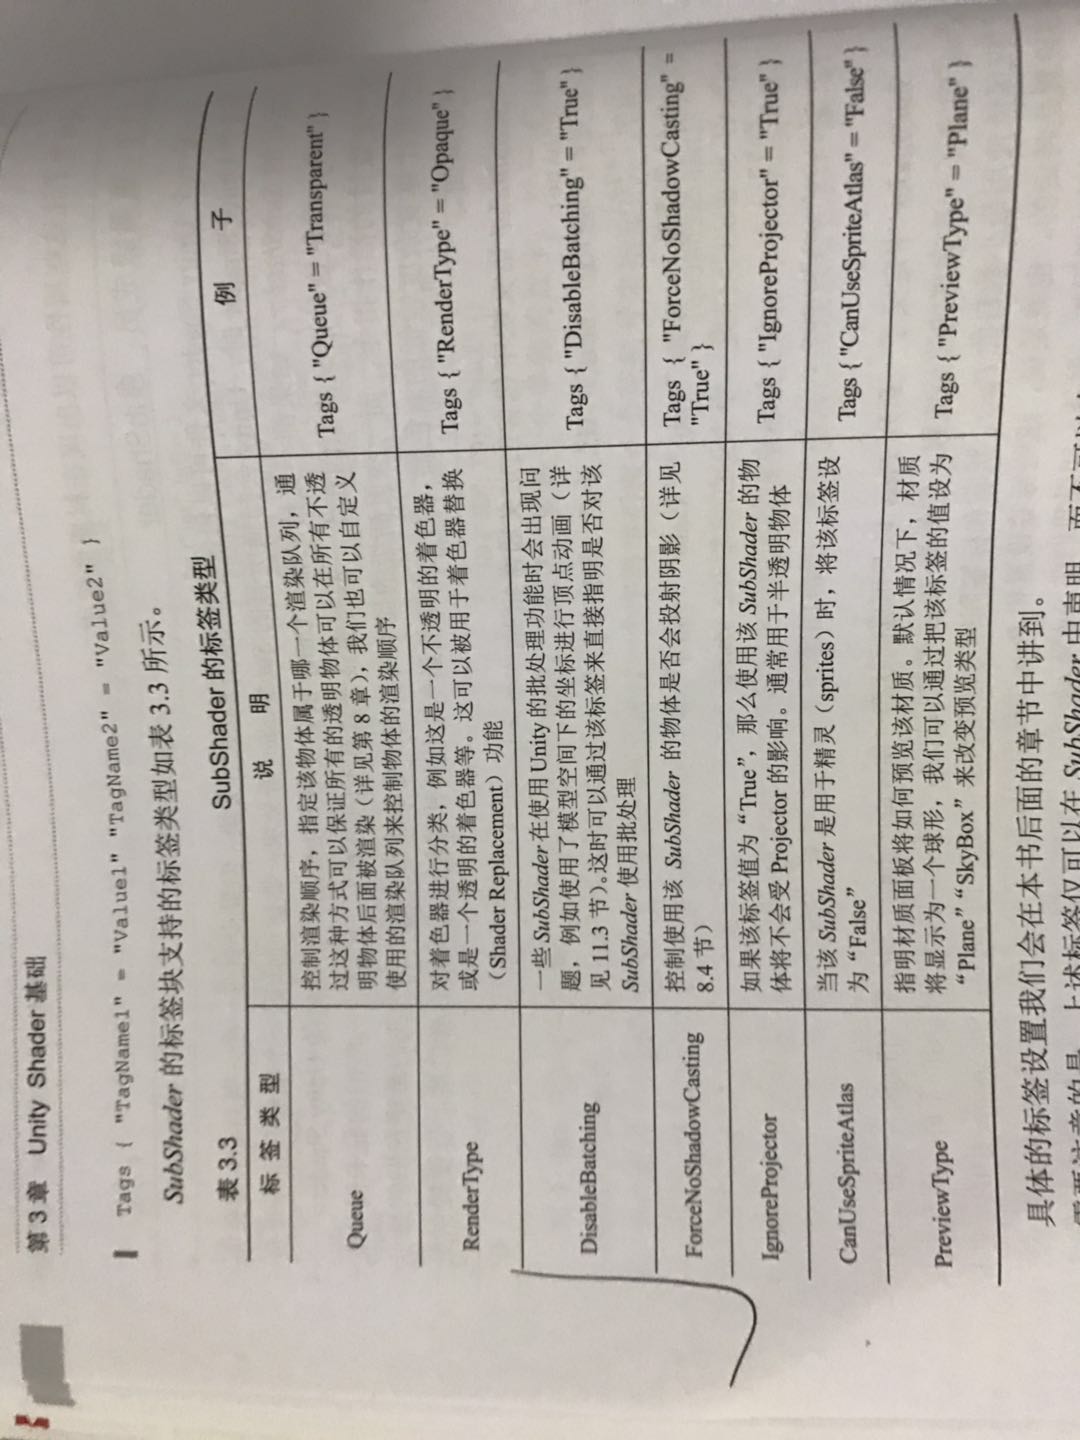 第 3 章 Unity Shader 基础
Tags { "TagName1" = "Value1" "TagName2" = "Value2" }
SubShader 的标签块支持的标签类型如表 3.3 所示。
表 3.3 SubShader 的标签类型
标 签 类 型 说 明 例 子
Queue
控制渲染顺序，指定该物体属于哪一个渲染队列，通
过这种方式可以保证所有的透明物体可以在所有不透
明物体后面被渲染（详见第 8 章），我们也可以自定义
使用的渲染队列来控制物体的渲染顺序
Tags { "Queue" = "Transparent" }
RenderType
对着色器进行分类，例如这是一个不透明的着色器，
或是一个透明的着色器等。这可以被用于着色器替换
（Shader Replacement）功能
Tags { "RenderType" = "Opaque" }
DisableBatching
一些 SubShader 在使用 Unity 的批处理功能时会出现问
题，例如使用了模型空间下的坐标进行顶点动画（详
见 11.3 节）。这时可以通过该标签来直接指明是否对该
SubShader 使用批处理
Tags { "DisableBatching" = "True" }
ForceNoShadowCasting
控制使用该 SubShader 的物体是否会投射阴影（详见
8.4 节）
Tags { "ForceNoShadowCasting" =
"True" }
IgnoreProjector
如果该标签值为“True”，那么使用该 SubShader 的物
体将不会受 Projector 的影响。通常用于半透明物体
Tags { "IgnoreProjector" = "True" }
CanUseSpriteAtlas
当该 SubShader 是用于精灵（sprites）时，将该标签设
为“False”
Tags { "CanUseSpriteAtlas" = "False" }
PreviewType
指明材质面板将如何预览该材质。默认情况下，材质
将显示为一个球形，我们可以通过把该标签的值设为
“Plane”“SkyBox”来改变预览类型
Tags { "PreviewType" = "Plane" }
具体的标签设置我们会在本书后面的章节中讲到。
需要注意的是，上述标签仅可以在 SubShader 中声明，而不可以